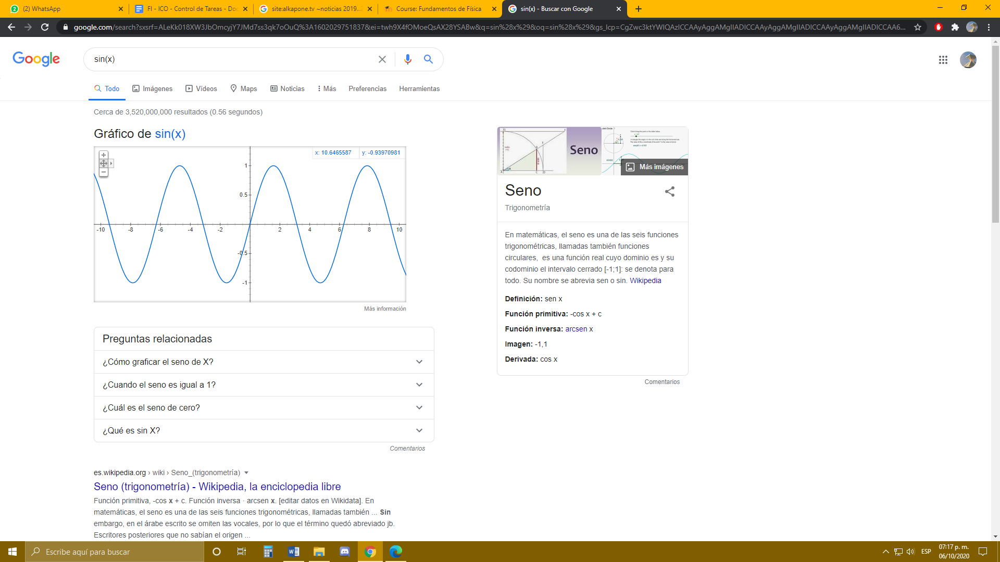 (2) WhatsApp
FI - ICO - Control de Tareas - Doc
site:alkapone.tv ~noticias 2019...2
Course: Fundamentos de Física
sin(x) - Buscar con Google
google.com/search?sxsrf=ALeKk018XW3JbOmcyjY7JMd7ss3qk7oOuQ%3A1602029751837&ei=twh9X4fOMoeQsAX28YSABw&q=sin%28x%29&oq=sin%28x%29&gs_lcp=CgZwc3ktYWIQAzICCAAyAggAMgIIADICCAAyAggAMgIIADICCAAyAggAMgIIADICCAA6...
Google
sin(x)
Todo
Imágenes
Vídeos
Maps
Noticias
Más
Preferencias
Herramientas
Cerca de 3,520,000,000 resultados (0.56 segundos)
Gráfico de sin(x)
x: 10.6465587
y: -0.93970981
1
0.5
-10 -8 -6 -4 -2 2 4 6 8 10
-0.5
-1
Más información
Preguntas relacionadas
¿Cómo graficar el seno de X?
¿Cuando el seno es igual a 1?
¿Cuál es el seno de cero?
¿Qué es sin X?
Comentarios
es.wikipedia.org › wiki › Seno_(trigonometría)
Seno (trigonometría) - Wikipedia, la enciclopedia libre
Función primitiva, -cos x + c. Función inversa · arcsen x. [editar datos en Wikidata]. En
matemáticas, el seno es una de las seis funciones trigonométricas, llamadas también ... Sin
embargo, en el árabe escrito se omiten las vocales, por lo que el término quedó abreviado jb.
Escritores posteriores que no sabían el origen ...
Seno
Más imágenes
Seno
Trigonometría
En matemáticas, el seno es una de las seis funciones
trigonométricas, llamadas también funciones
circulares, es una función real cuyo dominio es y su
codominio el intervalo cerrado [-1;1]: se denota para
todo. Su nombre se abrevia sen o sin. Wikipedia
Definición: sen x
Función primitiva: -cos x + c
Función inversa: arcsen x
Imagen: -1,1
Derivada: cos x
Comentarios
Escribe aquí para buscar
ESP
07:17 p. m.
06/10/2020